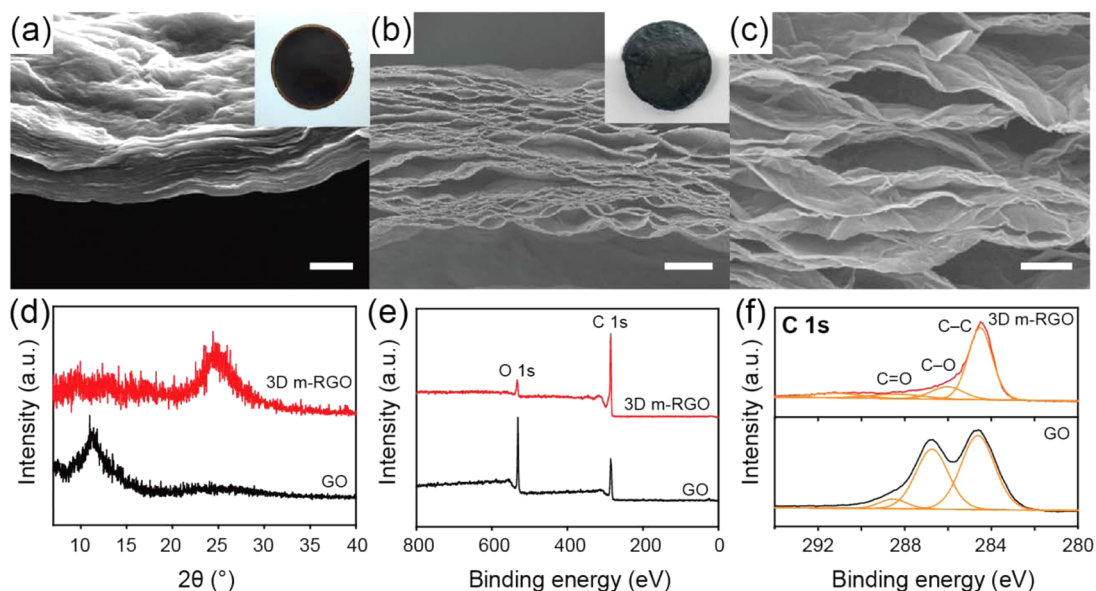 (a)
(b)
(c)
(d)
Intensity (a.u.)
3D m-RGO
GO
10 15 20 25 30 35 40
2θ (°)
(e)
Intensity (a.u.)
C 1s
O 1s
3D m-RGO
GO
800 600 400 200 0
Binding energy (eV)
(f)
Intensity (a.u.)
C 1s
C–C
3D m-RGO
C–O
C=O
GO
292 288 284 280
Binding energy (eV)